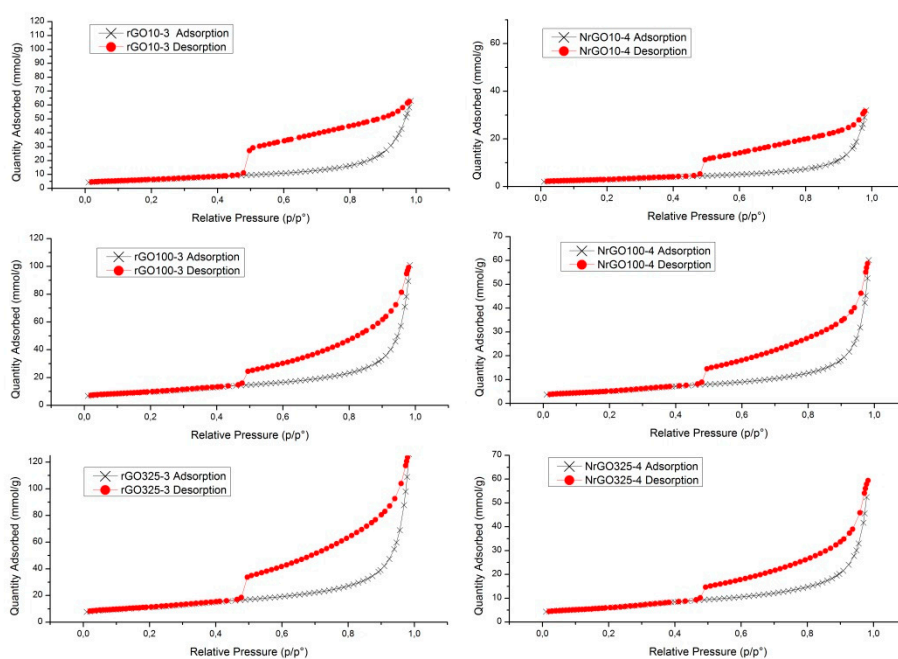 rGO10-3 Adsorption
rGO10-3 Desorption
Quantity Adsorbed (mmol/g)
120
110
100
90
80
70
60
50
40
30
20
10
0
0,0 0,2 0,4 0,6 0,8 1,0
Relative Pressure (p/p°)
NrGO10-4 Adsorption
NrGO10-4 Desorption
Quantity Adsorbed (mmol/g)
60
40
20
0
0,0 0,2 0,4 0,6 0,8 1,0
Relative Pressure (p/p°)
rGO100-3 Adsorption
rGO100-3 Desorption
Quantity Adsorbed (mmol/g)
120
100
80
60
40
20
0
0,0 0,2 0,4 0,6 0,8 1,0
Relative Pressure (p/p°)
NrGO100-4 Adsorption
NrGO100-4 Desorption
Quantity Adsorbed (mmol/g)
70
60
50
40
30
20
10
0
0,0 0,2 0,4 0,6 0,8 1,0
Relative Pressure (p/p°)
rGO325-3 Adsorption
rGO325-3 Desorption
Quantity Adsorbed (mmol/g)
120
100
80
60
40
20
0
0,0 0,2 0,4 0,6 0,8 1,0
Relative Pressure (p/p°)
NrGO325-4 Adsorption
NrGO325-4 Desorption
Quantity Adsorbed (mmol/g)
70
60
50
40
30
20
10
0
0,0 0,2 0,4 0,6 0,8 1,0
Relative Pressure (p/p°)